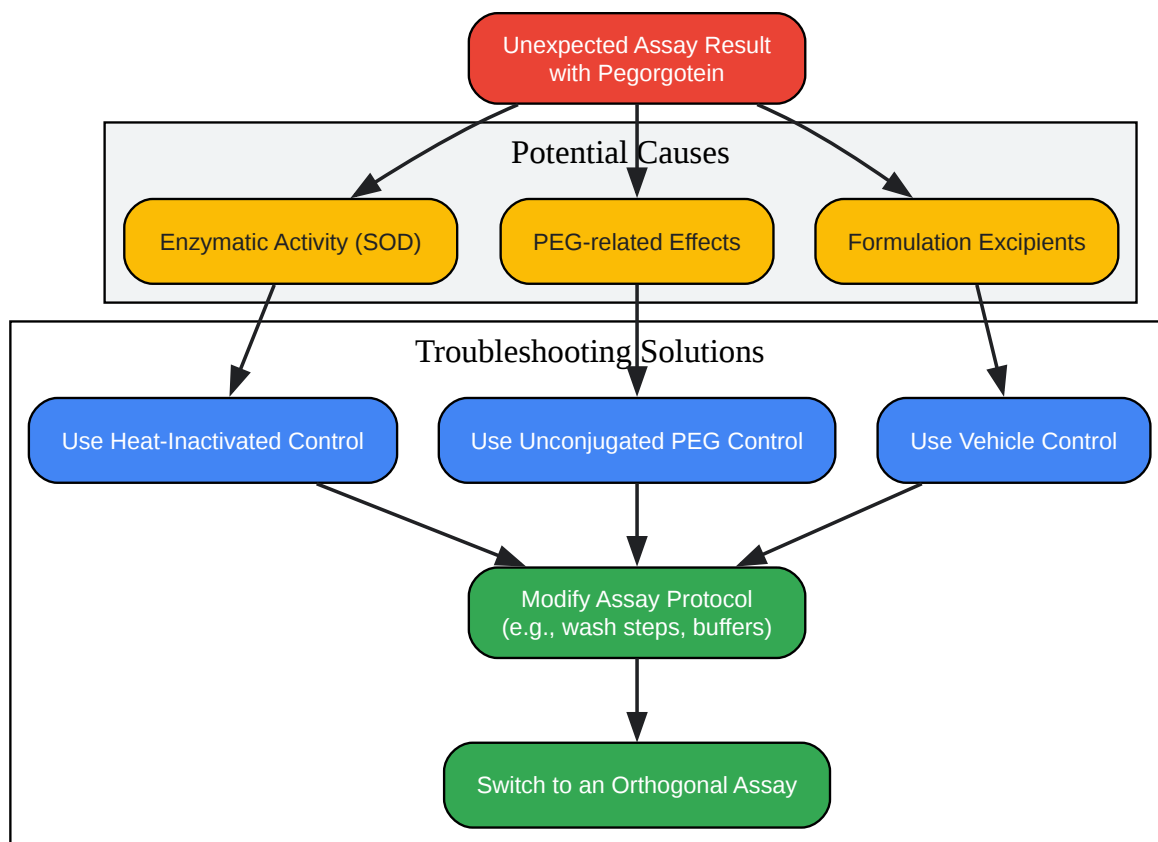 Unexpected Assay Result
with Pegorgotein
Potential Causes
Enzymatic Activity (SOD)
PEG-related Effects
Formulation Excipients
Troubleshooting Solutions
Use Heat-Inactivated Control
Use Unconjugated PEG Control
Use Vehicle Control
Modify Assay Protocol
(e.g., wash steps, buffers)
Switch to an Orthogonal Assay